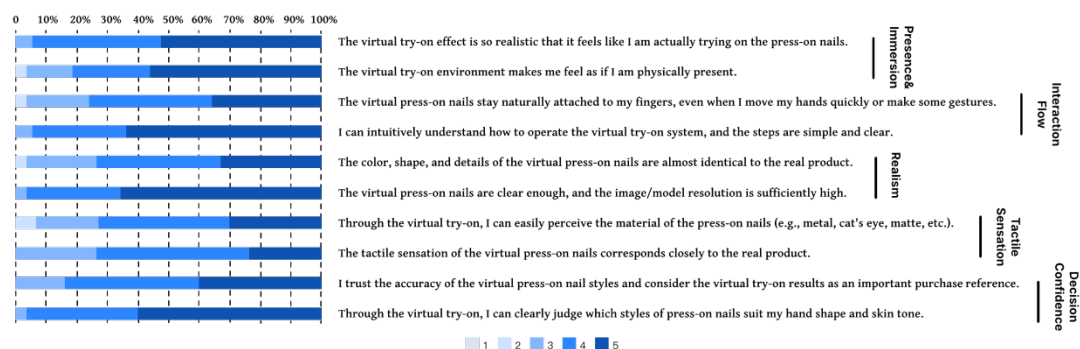 0 10% 20% 30% 40% 50% 60% 70% 80% 90% 100%
The virtual try-on effect is so realistic that it feels like I am actually trying on the press-on nails.
The virtual try-on environment makes me feel as if I am physically present.
Presence&
Immersion
The virtual press-on nails stay naturally attached to my fingers, even when I move my hands quickly or make some gestures.
I can intuitively understand how to operate the virtual try-on system, and the steps are simple and clear.
Interaction
Flow
The color, shape, and details of the virtual press-on nails are almost identical to the real product.
The virtual press-on nails are clear enough, and the image/model resolution is sufficiently high.
Realism
Through the virtual try-on, I can easily perceive the material of the press-on nails (e.g., metal, cat's eye, matte, etc.).
The tactile sensation of the virtual press-on nails corresponds closely to the real product.
Tactile
Sensation
I trust the accuracy of the virtual press-on nail styles and consider the virtual try-on results as an important purchase reference.
Through the virtual try-on, I can clearly judge which styles of press-on nails suit my hand shape and skin tone.
Decision
Confidence
1 2 3 4 5